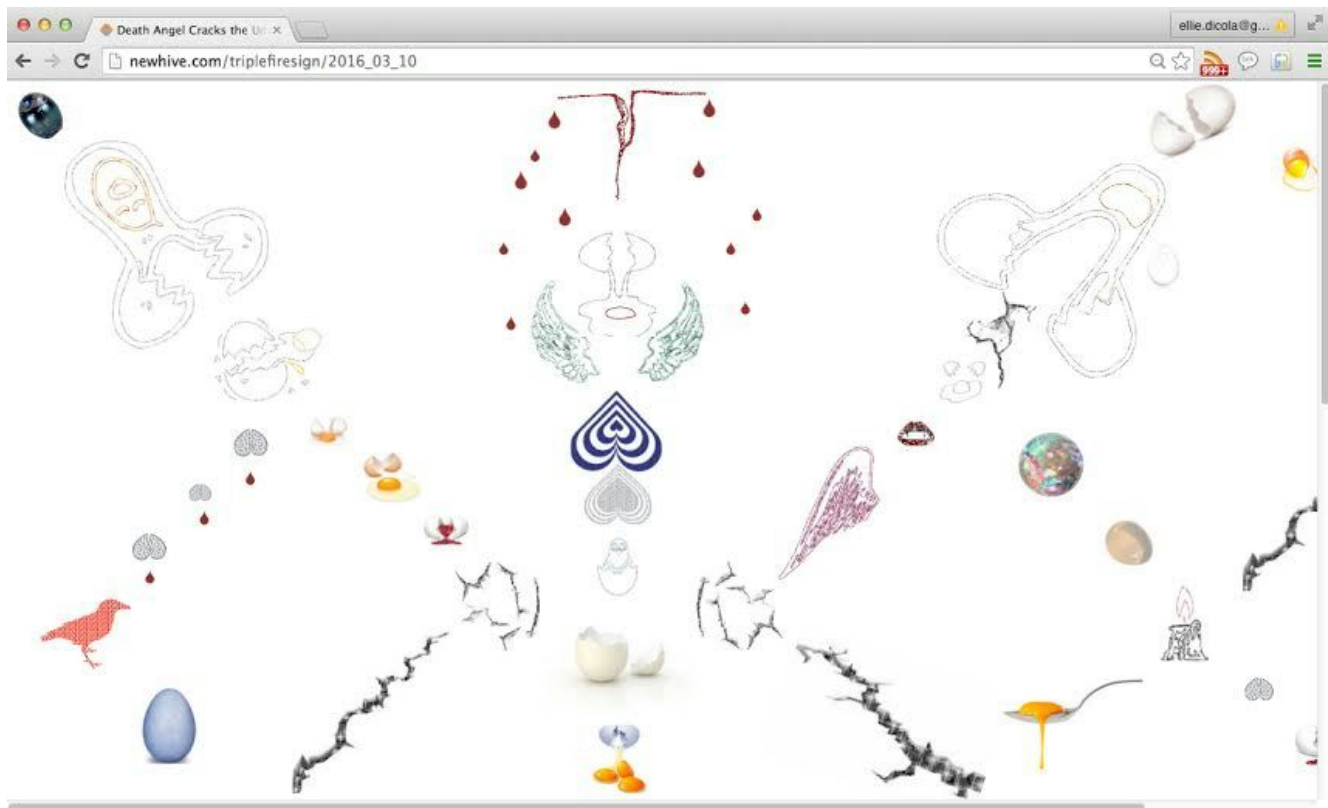 Death Angel Cracks the U
ellie.dicola@g...
newhive.com/triplefiresign/2016_03_10
999+